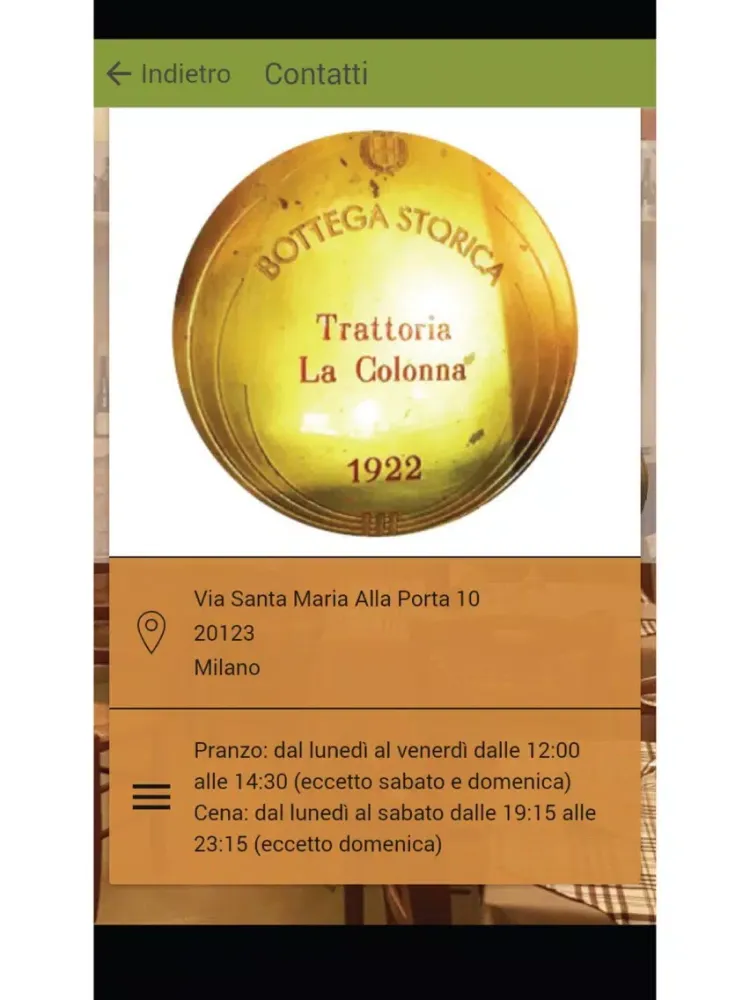 Indietro Contatti
BOTTEGA STORICA
Trattoria
La Colonna
1922
Via Santa Maria Alla Porta 10
20123
Milano
Pranzo: dal lunedì al venerdì dalle 12:00
alle 14:30 (eccetto sabato e domenica)
Cena: dal lunedì al sabato dalle 19:15 alle
23:15 (eccetto domenica)